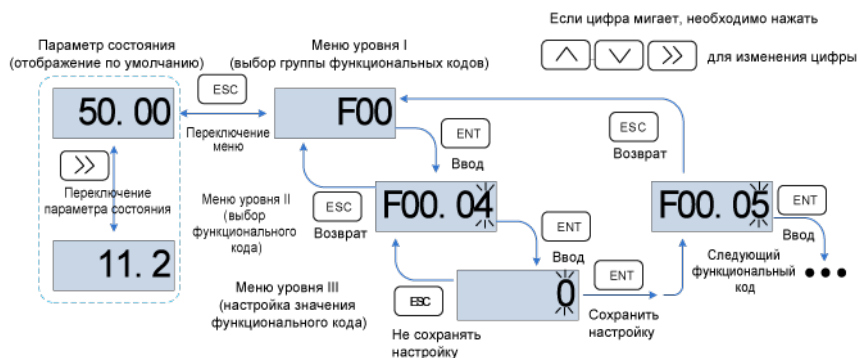 Если цифра мигает, необходимо нажать
для изменения цифры
Параметр состояния
(отображение по умолчанию)
Меню уровня I
(выбор группы функциональных кодов)
50. 00
ESC
Переключение
меню
F00
ENT
Ввод
ESC
Возврат
Переключение
параметра состояния
11. 2
Меню уровня II
(выбор
функционального
кода)
ESC
Возврат
F00. 04
ENT
Ввод
F00. 05
ENT
Ввод
Следующий
функциональный
код
Меню уровня III
(настройка значения
функционального кода)
ESC
Не сохранять
настройку
0
ENT
Сохранить
настройку